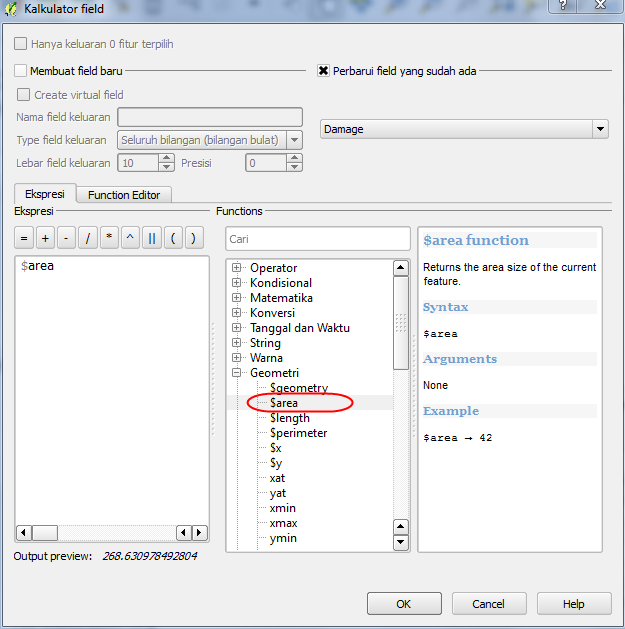 Kalkulator field
?
Hanya keluaran 0 fitur terpilih
Membuat field baru
Perbarui field yang sudah ada
Create virtual field
Nama field keluaran
Damage
Type field keluaran
Seluruh bilangan (bilangan bulat)
Lebar field keluaran
10
Presisi
0
Ekspresi
Function Editor
Ekspresi
= + - / * ^ || ( )
$area
Output preview: 268.630978492804
Functions
Cari
Operator
Kondisional
Matematika
Konversi
Tanggal dan Waktu
String
Warna
Geometri
$geometry
$area
$length
$perimeter
$x
$y
xat
yat
xmin
xmax
ymin
$area function
Returns the area size of the current
feature.
Syntax
$area
Arguments
None
Example
$area → 42
OK
Cancel
Help